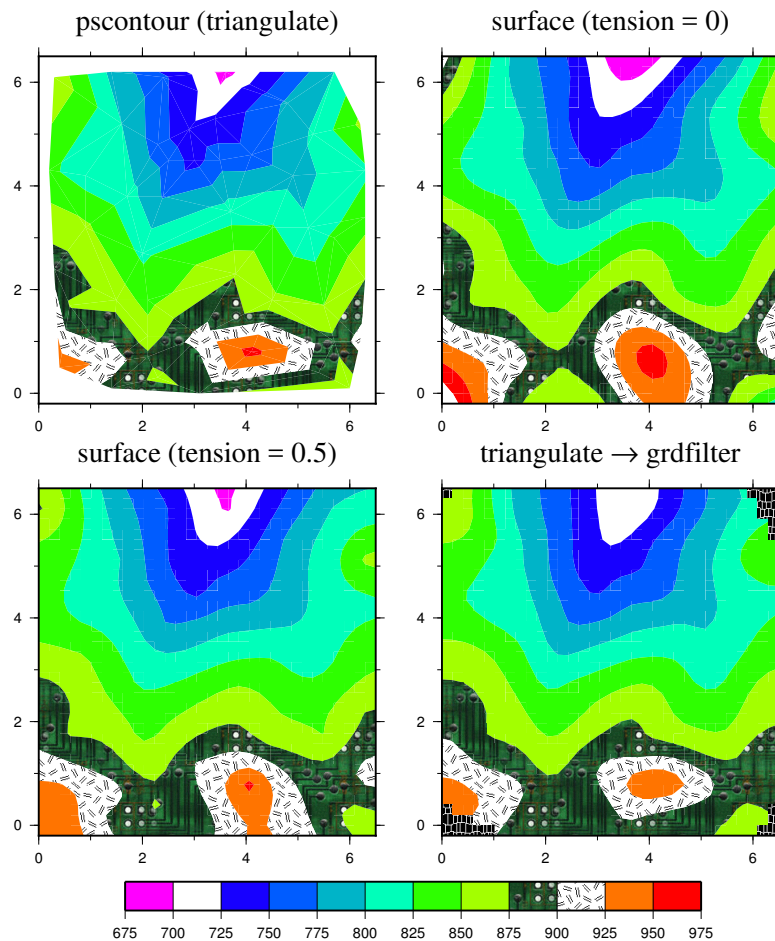 pscontour (triangulate)
surface (tension = 0)
6
4
2
0
0 2 4 6
6
4
2
0
0 2 4 6
surface (tension = 0.5)
triangulate → grdfilter
6
4
2
0
0 2 4 6
6
4
2
0
0 2 4 6
675 700 725 750 775 800 825 850 875 900 925 950 975